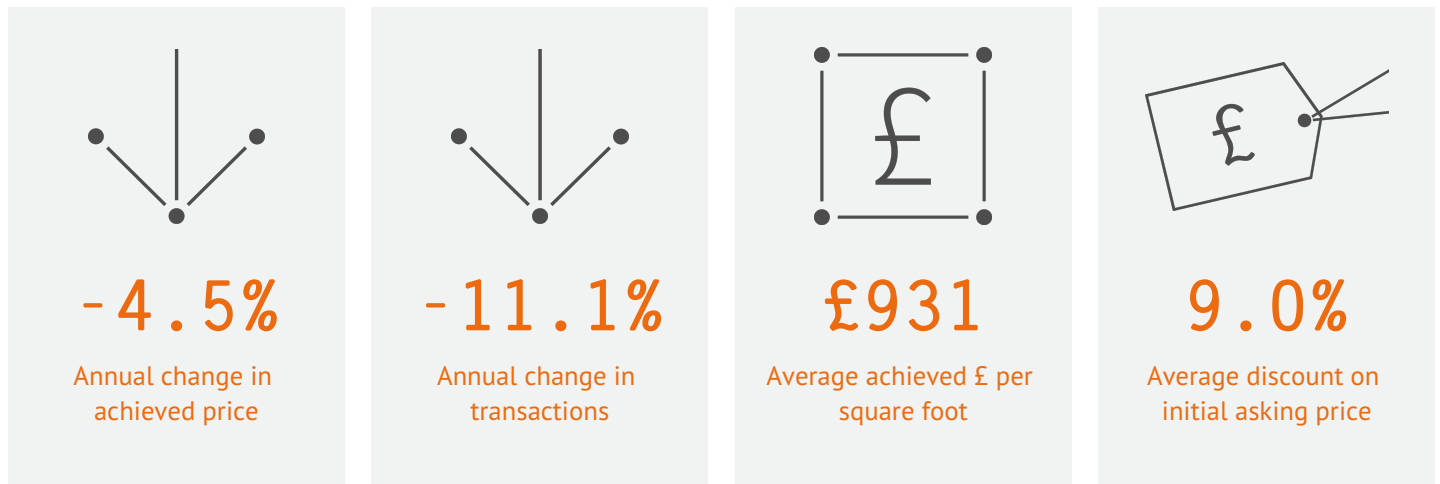 £
£
-4.5%
Annual change in
achieved price
-11.1%
Annual change in
transactions
£931
Average achieved £ per
square foot
9.0%
Average discount on
initial asking price